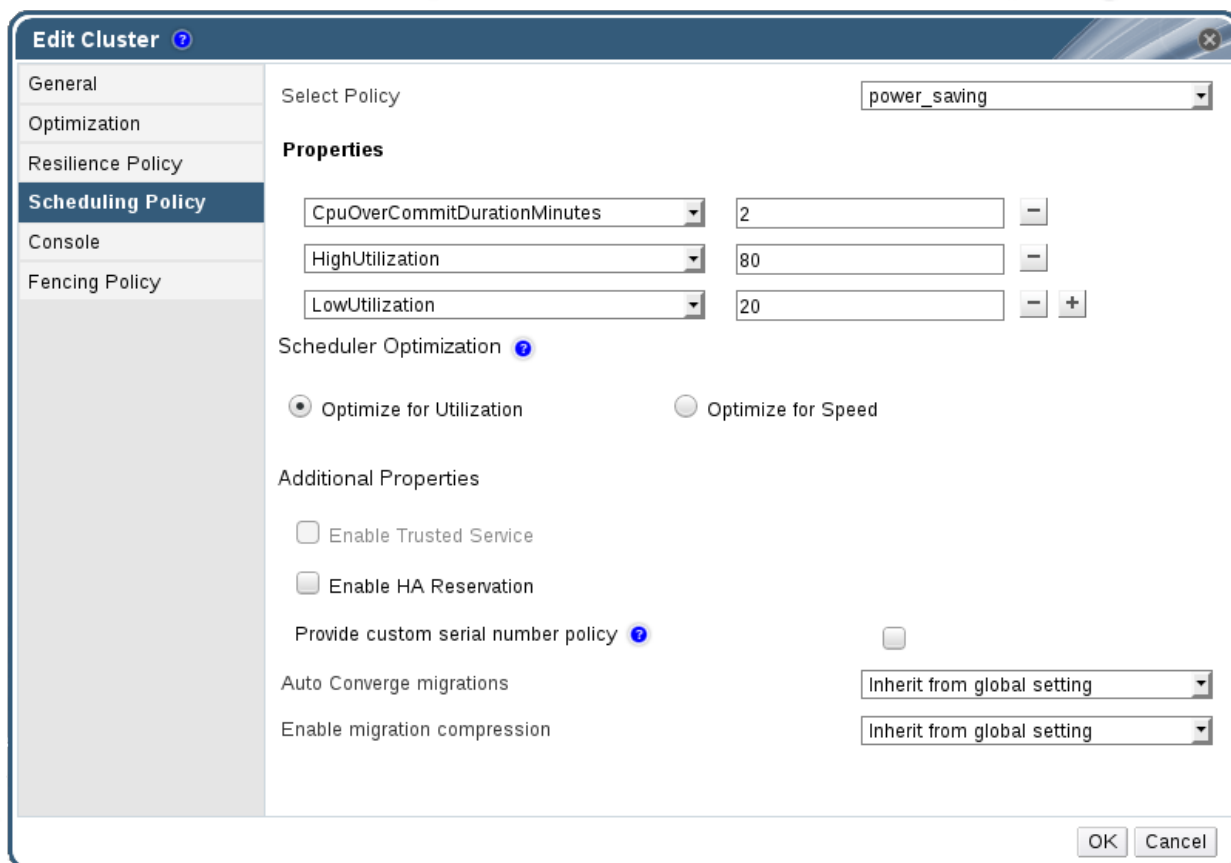 Edit Cluster
General
Optimization
Resilience Policy
Scheduling Policy
Console
Fencing Policy
Select Policy power_saving
Properties
CpuOverCommitDurationMinutes 2
HighUtilization 80
LowUtilization 20
Scheduler Optimization
Optimize for Utilization Optimize for Speed
Additional Properties
Enable Trusted Service
Enable HA Reservation
Provide custom serial number policy
Auto Converge migrations Inherit from global setting
Enable migration compression Inherit from global setting
OK Cancel